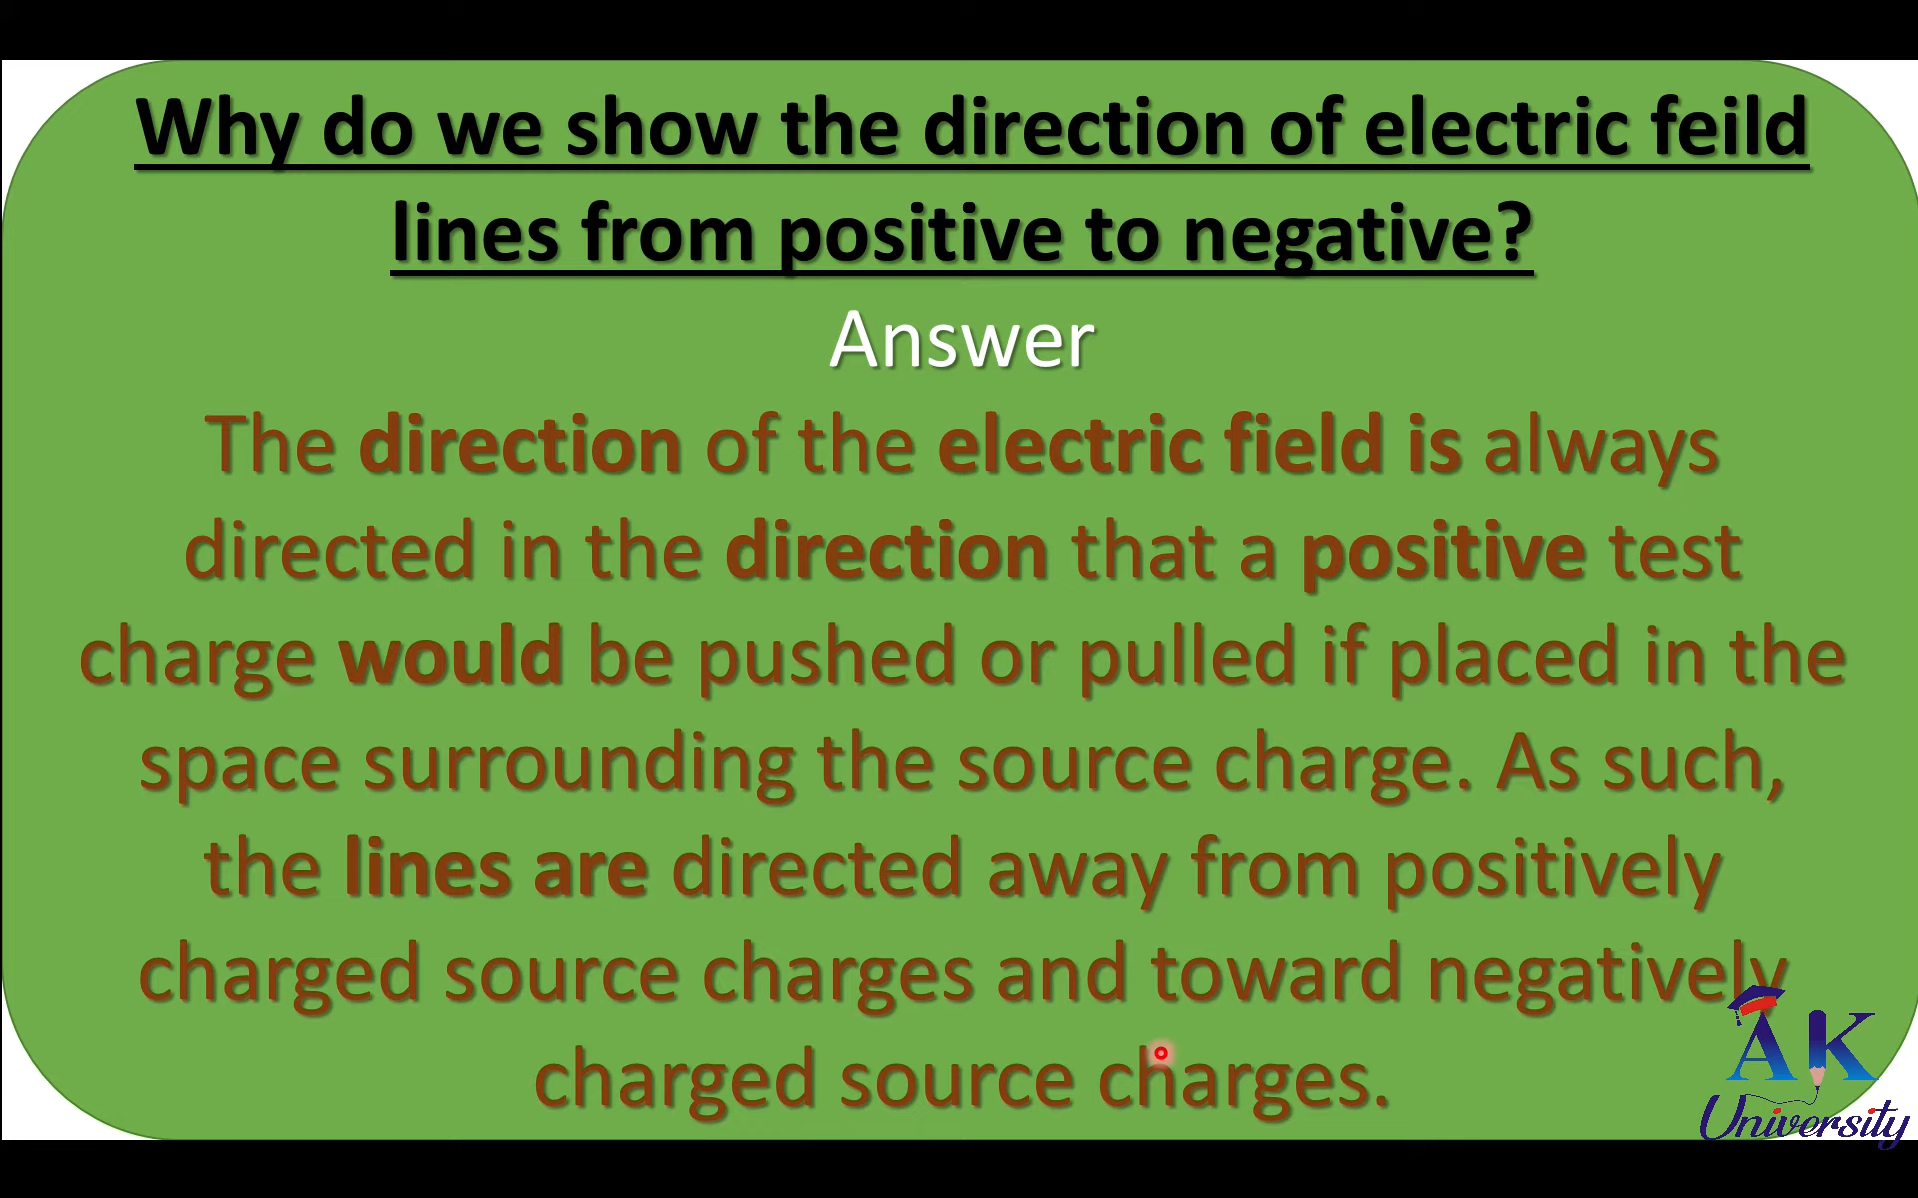 Why do we show the direction of electric feild
lines from positive to negative?
Answer
The direction of the electric field is always
directed in the direction that a positive test
charge would be pushed or pulled if placed in the
space surrounding the source charge. As such,
the lines are directed away from positively
charged source charges and toward negatively
charged source charges.
AK
University